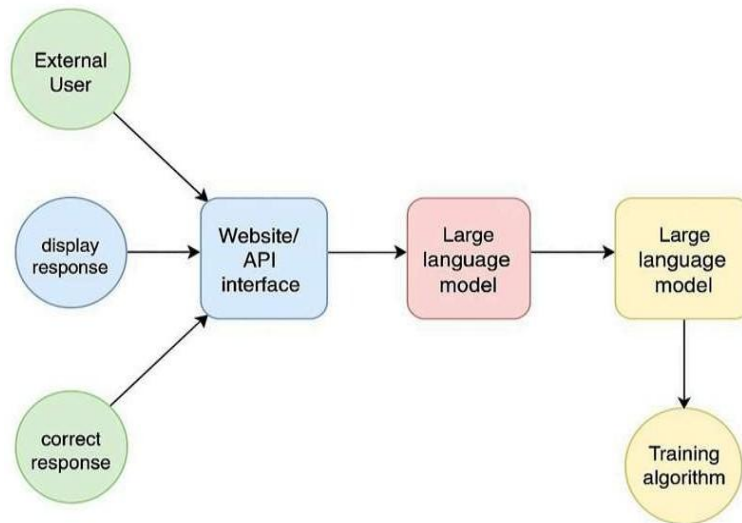 External
User
display
response
correct
response
Website/
API
interface
Large
language
model
Large
language
model
Training
algorithm